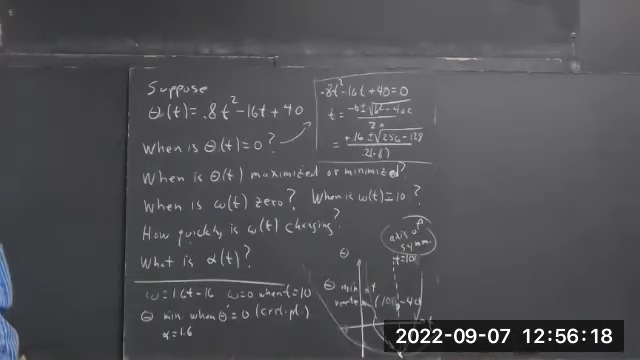 Suppose
θ(t) = .8t² - 16t + 40
When is θ(t) = 0?
When is θ(t) maximized or minimized?
When is ω(t) zero? When is ω(t) = 10?
How quickly is ω(t) changing?
What is α(t)?
.8t² - 16t + 40 = 0
t = -b ± √b² - 4ac
2a
= +16 ± √256 - 128
2(.8)
ω = 1.6t - 16 ω = 0 when t = 10
θ min. when θ' = 0 (crit. pt.)
α = 1.6
axis of
symm.
t = 10
θ
θ min at
vertex
(10, -40)
2022-09-07 12:56:18